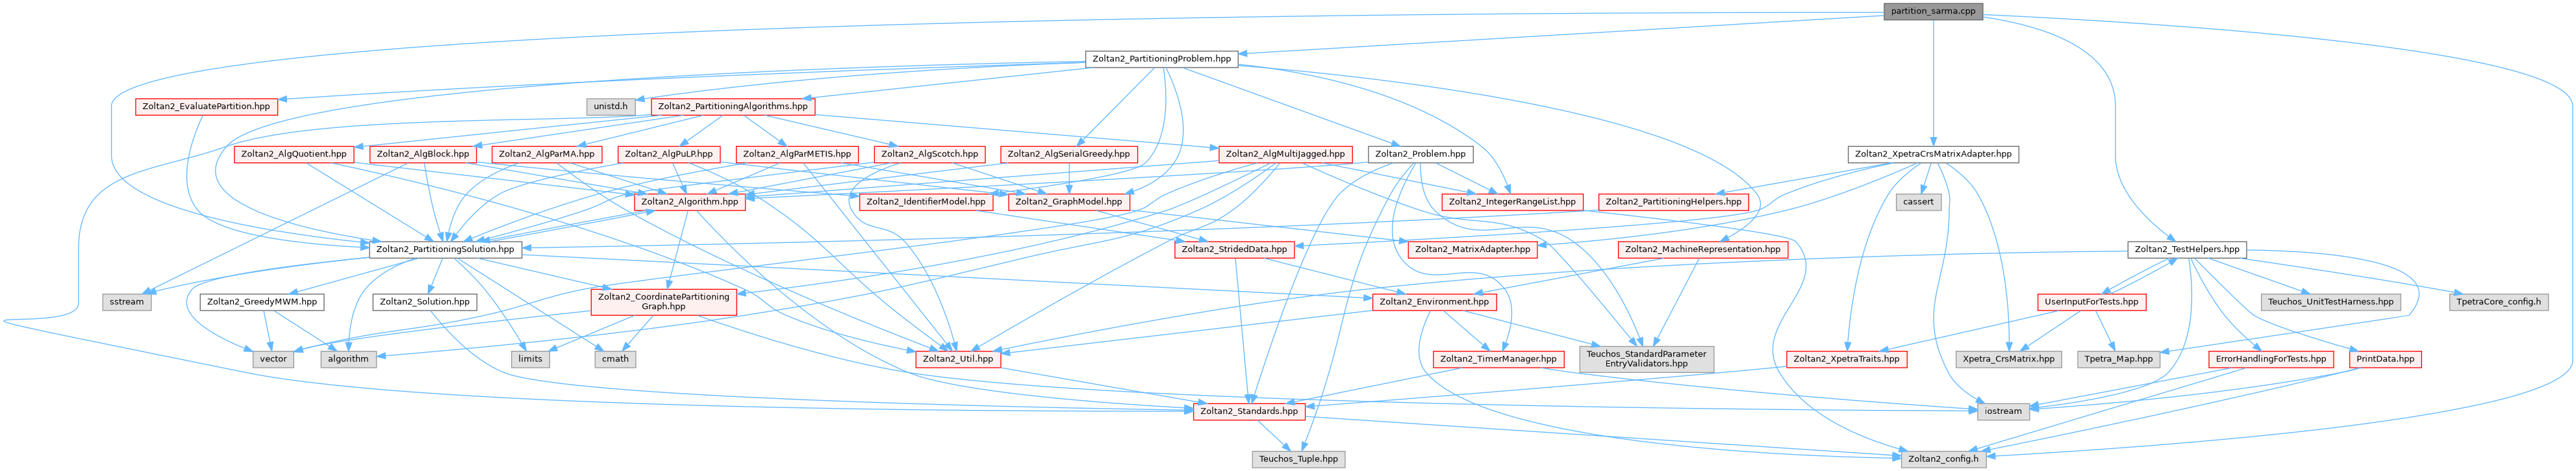 partition_sarma.cpp
Zoltan2_PartitioningProblem.hpp
Zoltan2_EvaluatePartition.hpp
unistd.h
Zoltan2_PartitioningAlgorithms.hpp
Zoltan2_AlgQuotient.hpp
Zoltan2_AlgBlock.hpp
Zoltan2_AlgParMA.hpp
Zoltan2_AlgPuLP.hpp
Zoltan2_AlgParMETIS.hpp
Zoltan2_AlgScotch.hpp
Zoltan2_AlgSerialGreedy.hpp
Zoltan2_AlgMultiJagged.hpp
Zoltan2_Problem.hpp
Zoltan2_XpetraCrsMatrixAdapter.hpp
Zoltan2_Algorithm.hpp
Zoltan2_IdentifierModel.hpp
Zoltan2_GraphModel.hpp
Zoltan2_IntegerRangeList.hpp
Zoltan2_PartitioningHelpers.hpp
cassert
Zoltan2_PartitioningSolution.hpp
Zoltan2_StridedData.hpp
Zoltan2_MatrixAdapter.hpp
Zoltan2_MachineRepresentation.hpp
Zoltan2_TestHelpers.hpp
sstream
Zoltan2_GreedyMWM.hpp
Zoltan2_Solution.hpp
Zoltan2_CoordinatePartitioning
Graph.hpp
Zoltan2_Environment.hpp
UserInputForTests.hpp
Teuchos_UnitTestHarness.hpp
TpetraCore_config.h
vector
algorithm
limits
cmath
Zoltan2_Util.hpp
Zoltan2_TimerManager.hpp
Teuchos_StandardParameter
EntryValidators.hpp
Zoltan2_XpetraTraits.hpp
Xpetra_CrsMatrix.hpp
Tpetra_Map.hpp
ErrorHandlingForTests.hpp
PrintData.hpp
Zoltan2_Standards.hpp
iostream
Teuchos_Tuple.hpp
Zoltan2_config.h